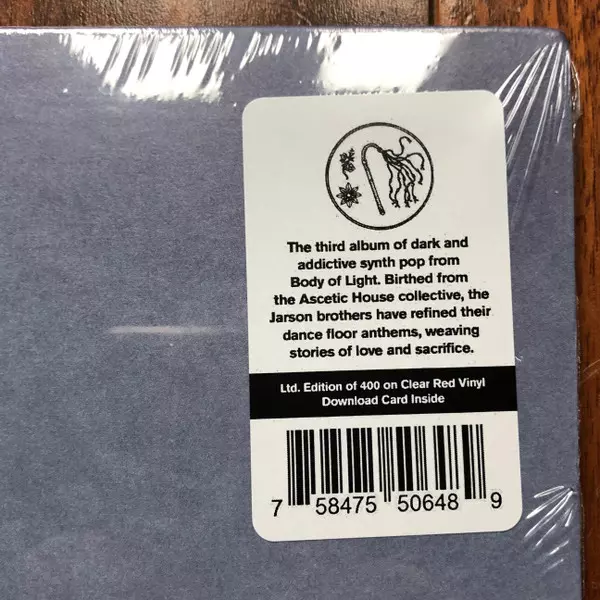 The third album of dark and
addictive synth pop from
Body of Light. Birthed from
the Ascetic House collective, the
Jarson brothers have refined their
dance floor anthems, weaving
stories of love and sacrifice.
Ltd. Edition of 400 on Clear Red Vinyl
Download Card Inside
7 58475 50648 9